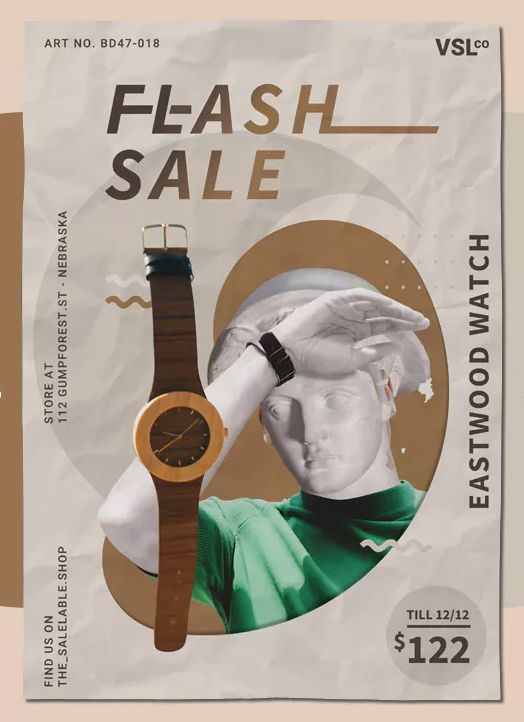 ART NO. BD47-018
VSLco
FLASH
SALE
STORE AT
112 GUMPFOREST.ST - NEBRASKA
EASTWOOD WATCH
FIND US ON
THE_SALELABLE.SHOP
TILL 12/12
$122